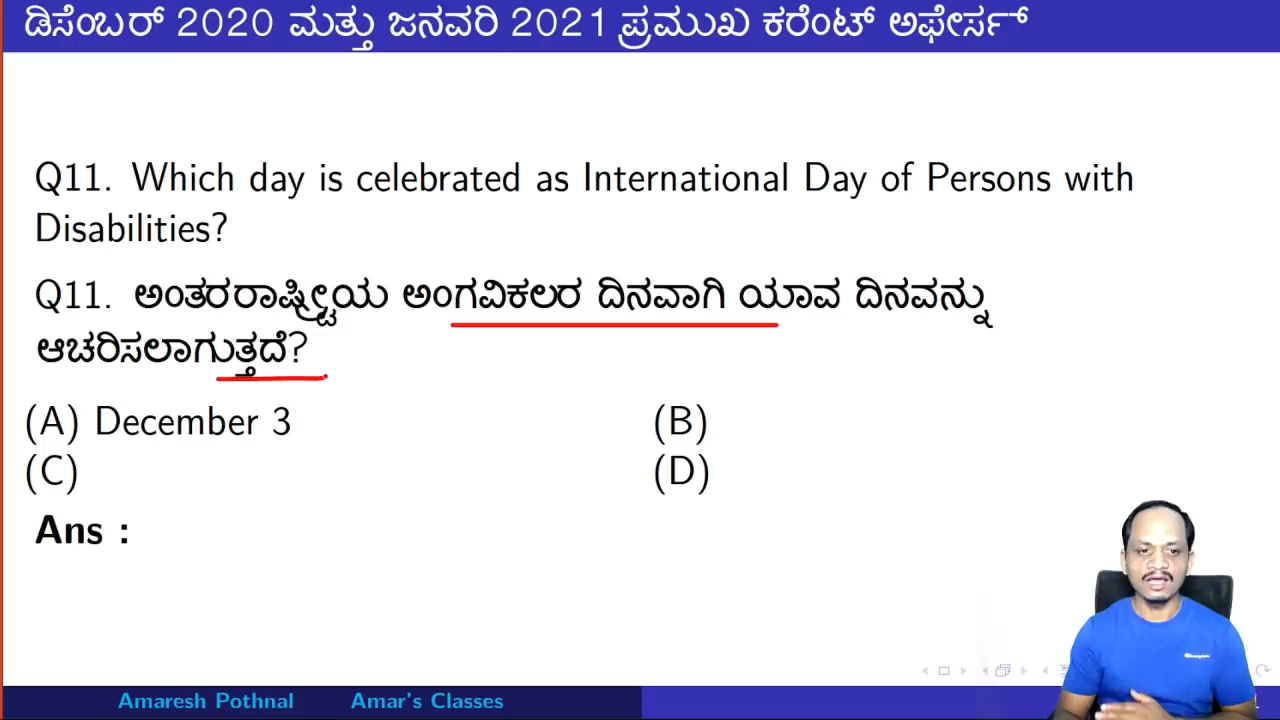 ಡಿಸೆಂಬರ್ 2020 ಮತ್ತು ಜನವರಿ 2021 ಪ್ರಮುಖ ಕರೆಂಟ್ ಅಫೇರ್ಸ್
Q11. Which day is celebrated as International Day of Persons with
Disabilities?
Q11. ಅಂತರರಾಷ್ಟ್ರೀಯ ಅಂಗವಿಕಲರ ದಿನವಾಗಿ ಯಾವ ದಿನವನ್ನು
ಆಚರಿಸಲಾಗುತ್ತದೆ?
(A) December 3 (B)
(C) (D)
Ans :
Amaresh Pothnal Amar's Classes